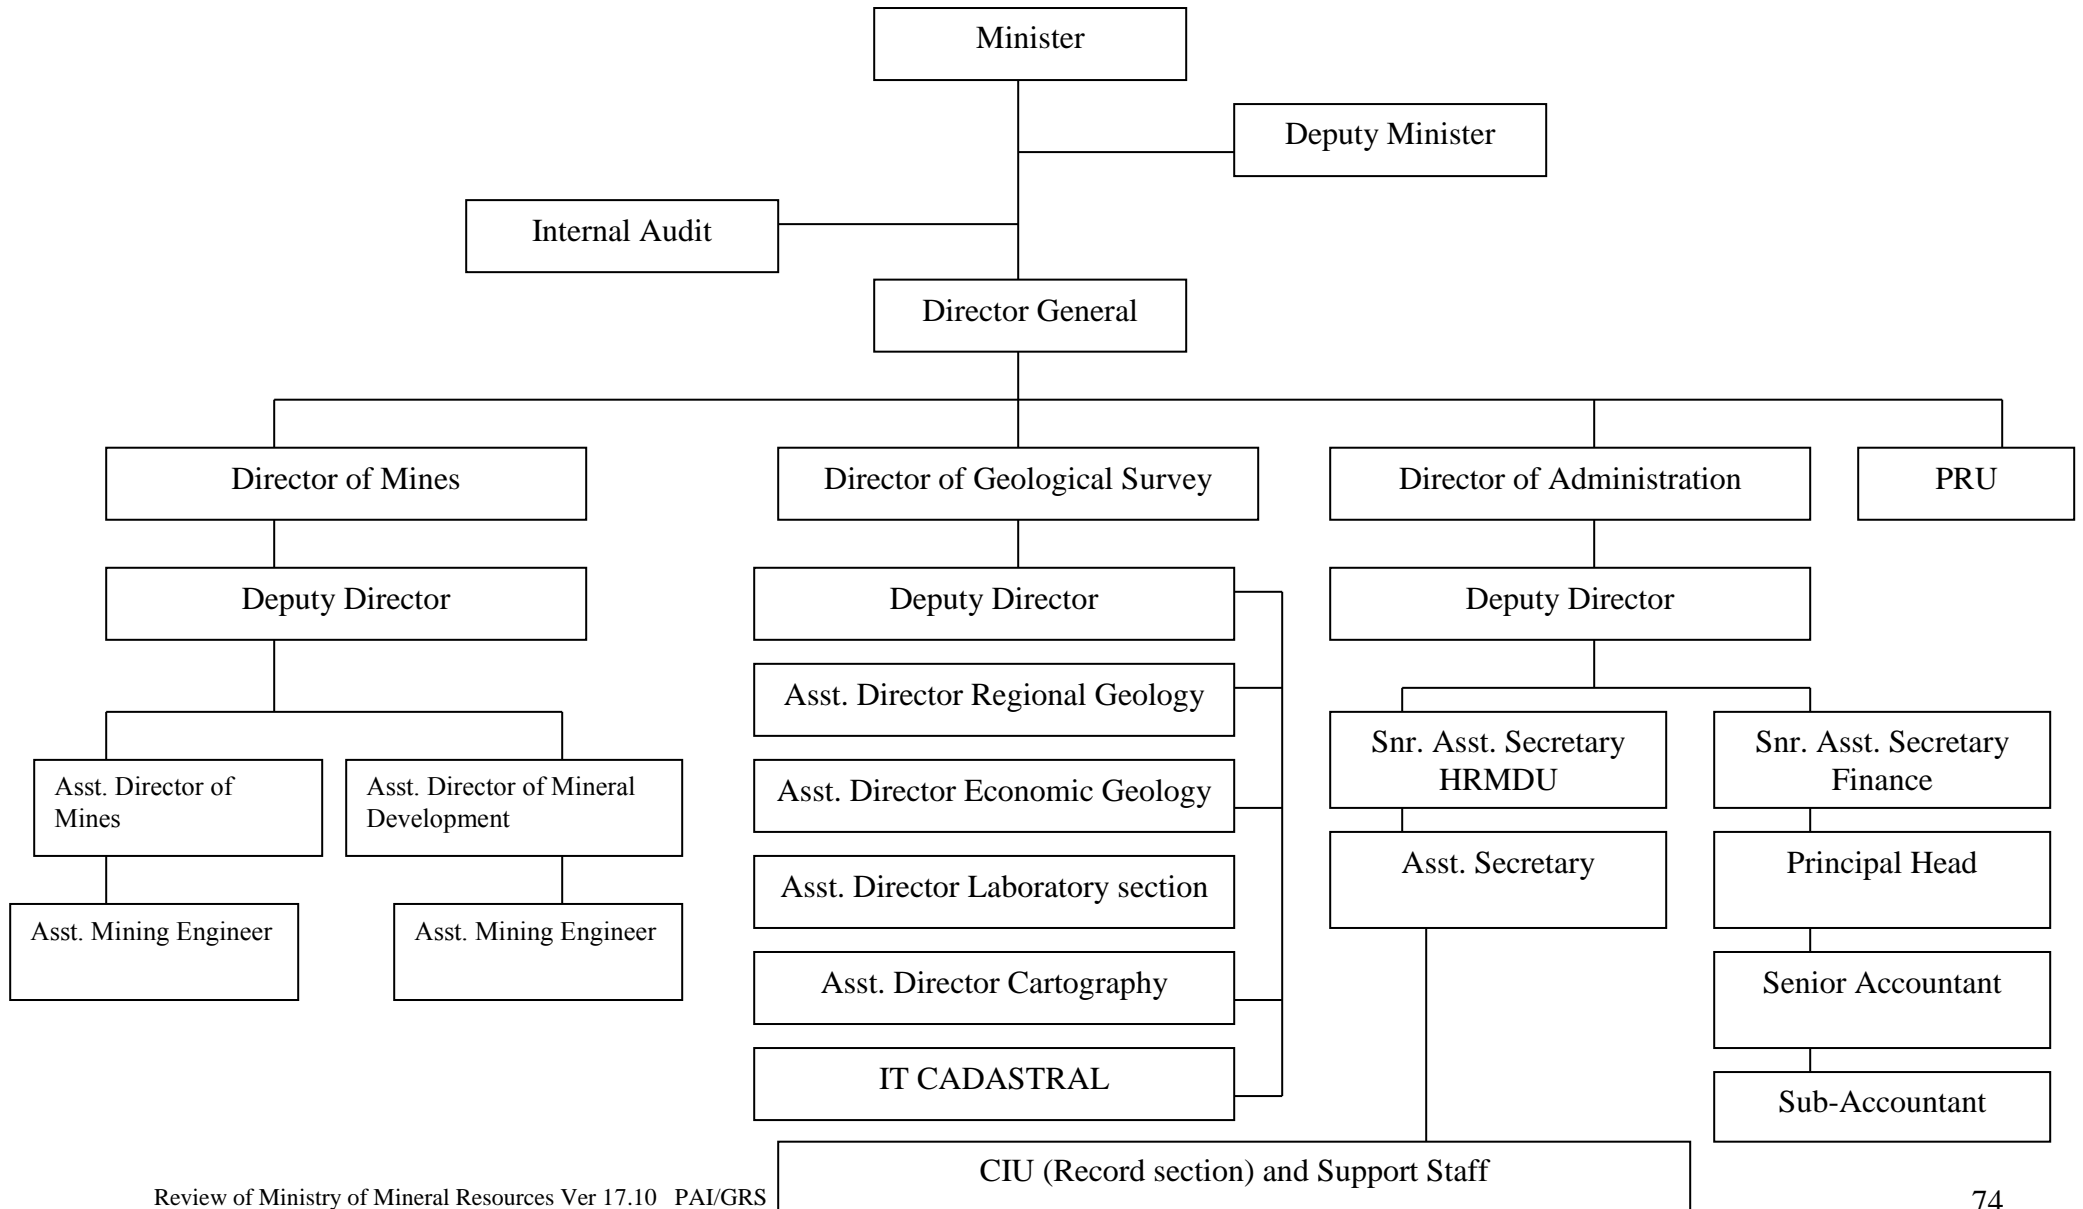 Minister
Deputy Minister
Internal Audit
Director General
Director of Mines
Director of Geological Survey
Director of Administration
PRU
Deputy Director
Deputy Director
Deputy Director
Asst. Director Regional Geology
Asst. Director of
Mines
Asst. Director of Mineral
Development
Asst. Director Economic Geology
Snr. Asst. Secretary
HRMDU
Snr. Asst. Secretary
Finance
Asst. Director Laboratory section
Asst. Secretary
Principal Head
Asst. Mining Engineer
Asst. Mining Engineer
Asst. Director Cartography
Senior Accountant
IT CADASTRAL
Sub-Accountant
CIU (Record section) and Support Staff
Review of Ministry of Mineral Resources Ver 17.10 PAI/GRS
74